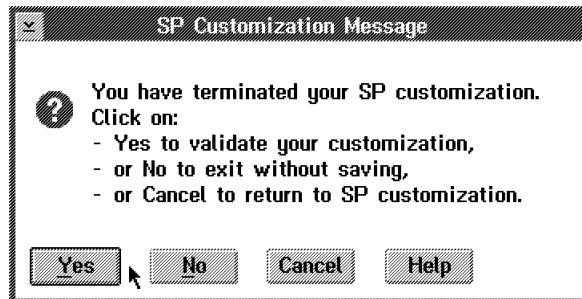 SP Customization Message
You have terminated your SP customization.
Click on:
- Yes to validate your customization,
- or No to exit without saving,
- or Cancel to return to SP customization.
Yes No Cancel Help